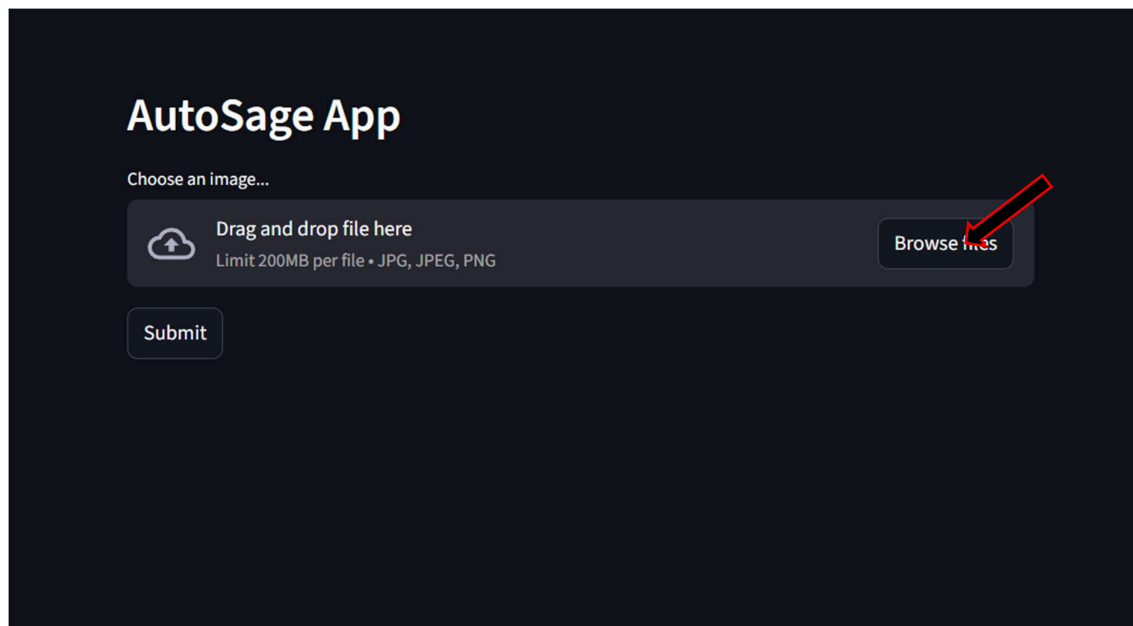 AutoSage App
Choose an image...
Drag and drop file here
Limit 200MB per file • JPG, JPEG, PNG
Browse files
Submit